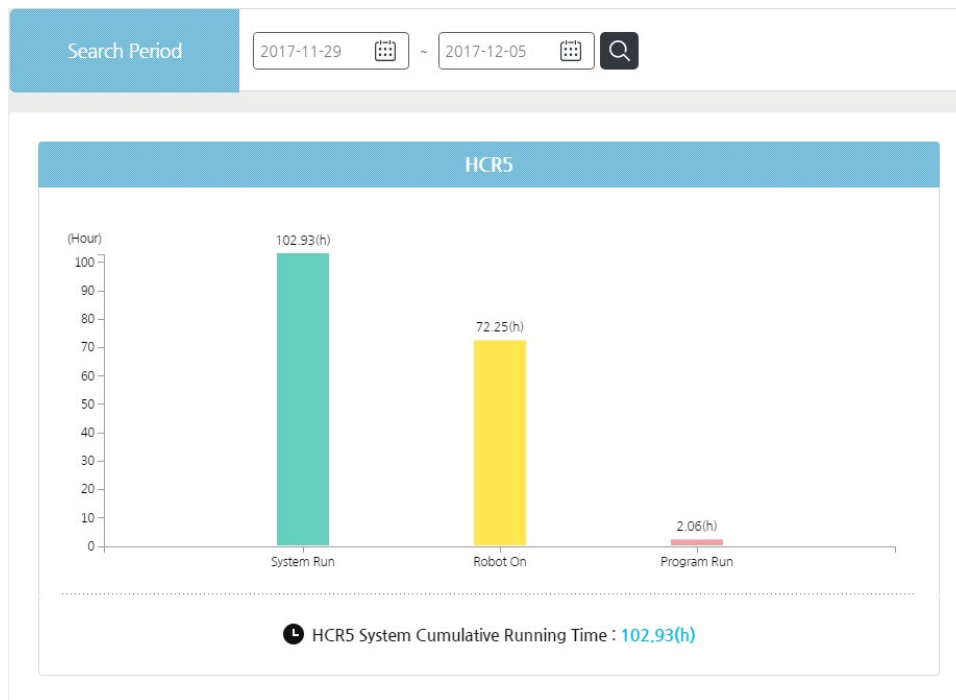 Search Period 2017-11-29 ~ 2017-12-05
HCR5
(Hour)
102.93(h)
100
90
80
72.25(h)
70
60
50
40
30
20
2.06(h)
10
0
System Run Robot On Program Run
HCR5 System Cumulative Running Time : 102.93(h)